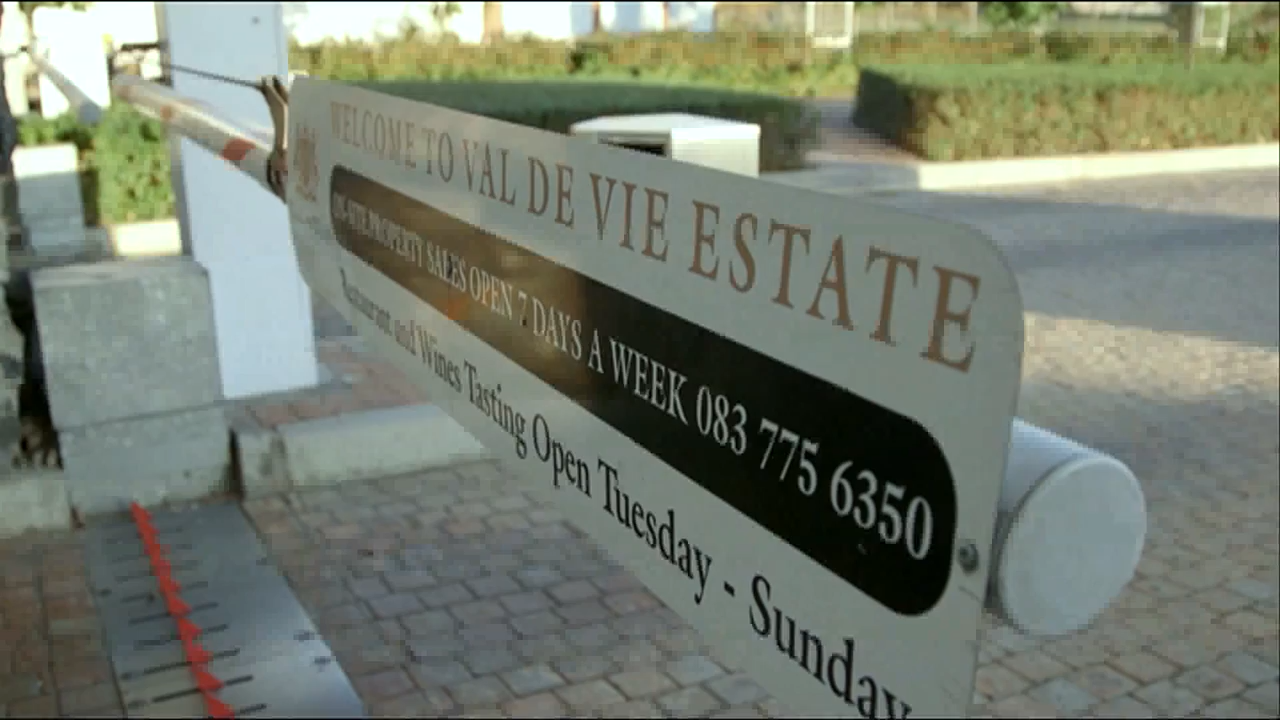 WELCOME TO VAL DE VIE ESTATE
ON-SITE PROPERTY SALES OPEN 7 DAYS A WEEK 083 775 6350
Restaurant and Wines Tasting Open Tuesday - Sunday